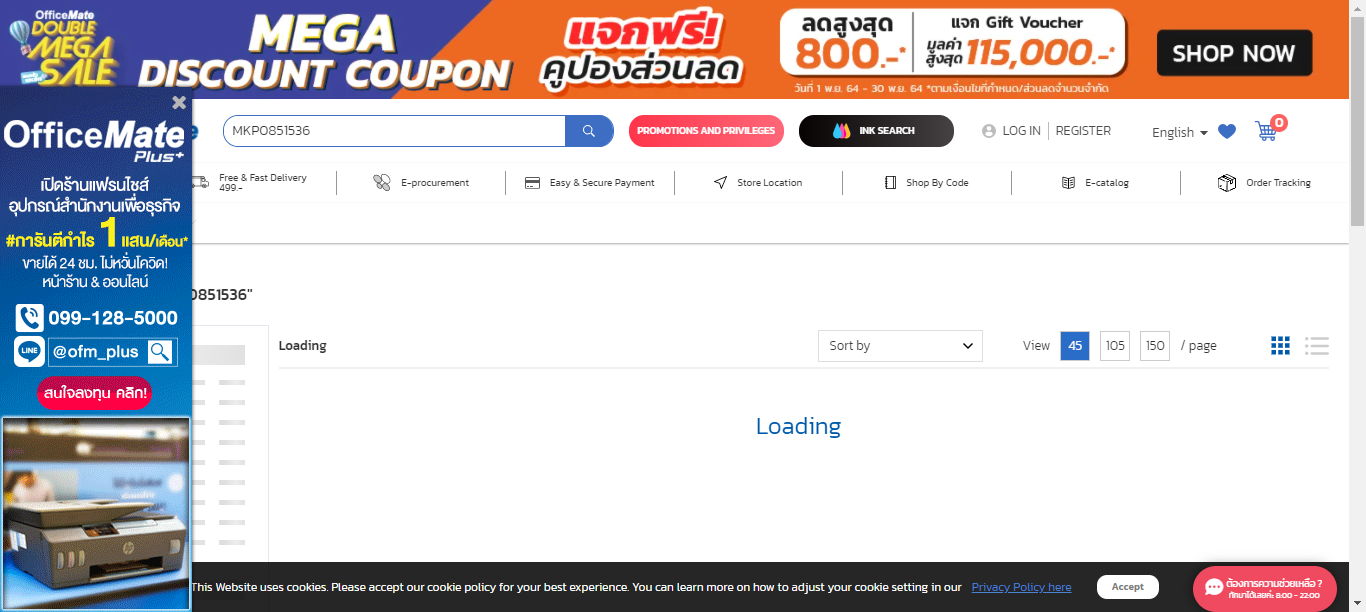 OfficeMate
DOUBLE
MEGA
SALE
MEGA
DISCOUNT COUPON
แจกฟรี!
คูปองส่วนลด
ลดสูงสุด
800.-*
แจก Gift Voucher
มูลค่า
สูงสุด 115,000.-*
วันที่ 1 พ.ย. 64 - 30 พ.ย. 64 *ตามเงื่อนไขที่กำหนด/ส่วนลดจำนวนจำกัด
SHOP NOW
OfficeMate
Plus+
เปิดร้านแฟรนไชส์
อุปกรณ์สำนักงานเพื่อธุรกิจ
#การันตีกำไร 1 แสน/เดือน*
ขายได้ 24 ชม. ไม่หวั่นโควิด!
หน้าร้าน & ออนไลน์
099-128-5000
LINE @ofm_plus
สนใจลงทุน คลิก!
hp
MKP0851536
PROMOTIONS AND PRIVILEGES
INK SEARCH
LOG IN
REGISTER
English
0
Free & Fast Delivery
499.-
E-procurement
Easy & Secure Payment
Store Location
Shop By Code
E-catalog
Order Tracking
0851536"
Loading
Sort by
View 45 105 150 / page
Loading
This Website uses cookies. Please accept our cookie policy for your best experience. You can learn more on how to adjust your cookie setting in our Privacy Policy here
Accept
ต้องการความช่วยเหลือ ?
ทักมาได้เลยค่ะ 8:00 - 22:00